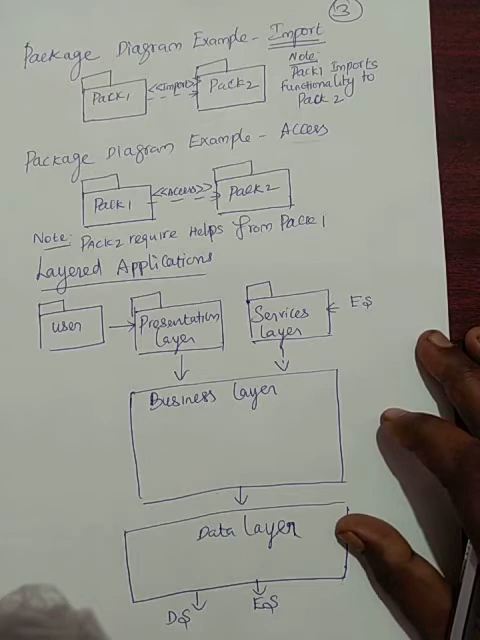 3
Package Diagram Example - Import
Note:
Pack1 Imports
Functionality to
Pack 2
<<Import>>
Pack1
Pack2
Package Diagram Example - Access
<<Access>>
Pack1
Pack2
Note: Pack2 require Helps from Pack1
Layered Applications
user
Presentation
Layer
Services
Layer
ES
Business Layer
Data Layer
DS
ES